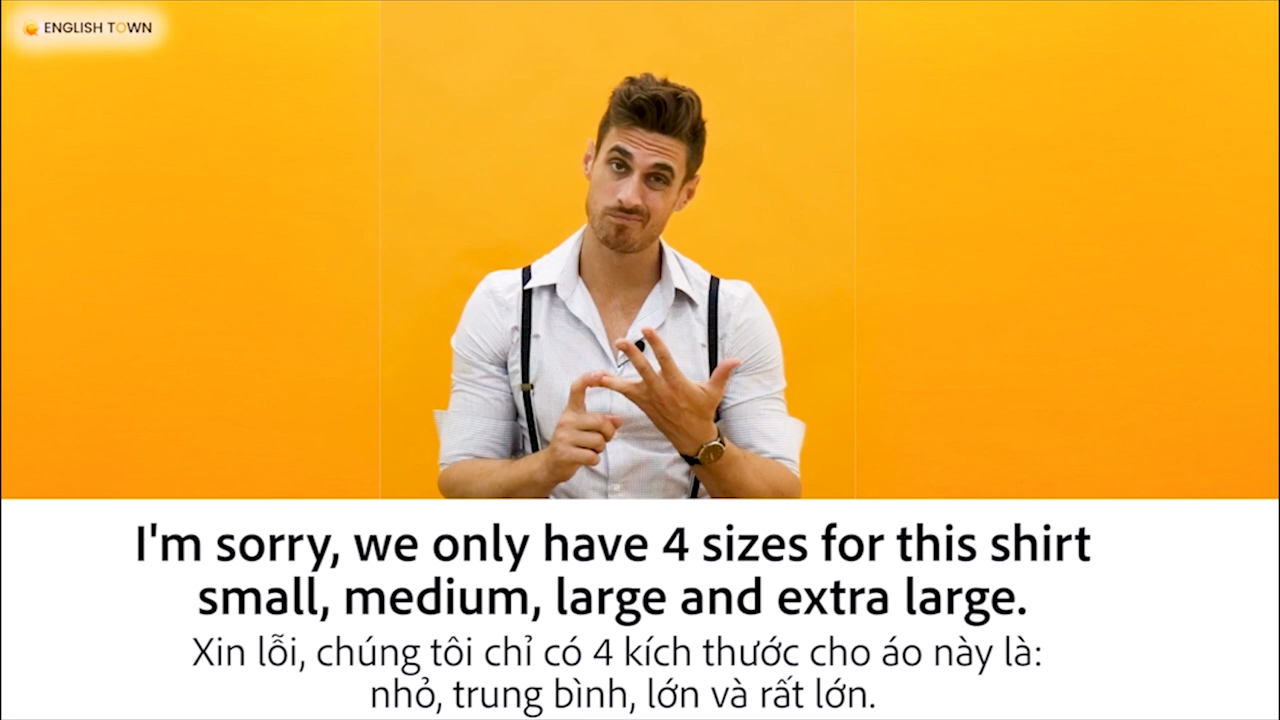 ENGLISH TOWN
I'm sorry, we only have 4 sizes for this shirt
small, medium, large and extra large.
Xin lỗi, chúng tôi chỉ có 4 kích thước cho áo này là:
nhỏ, trung bình, lớn và rất lớn.